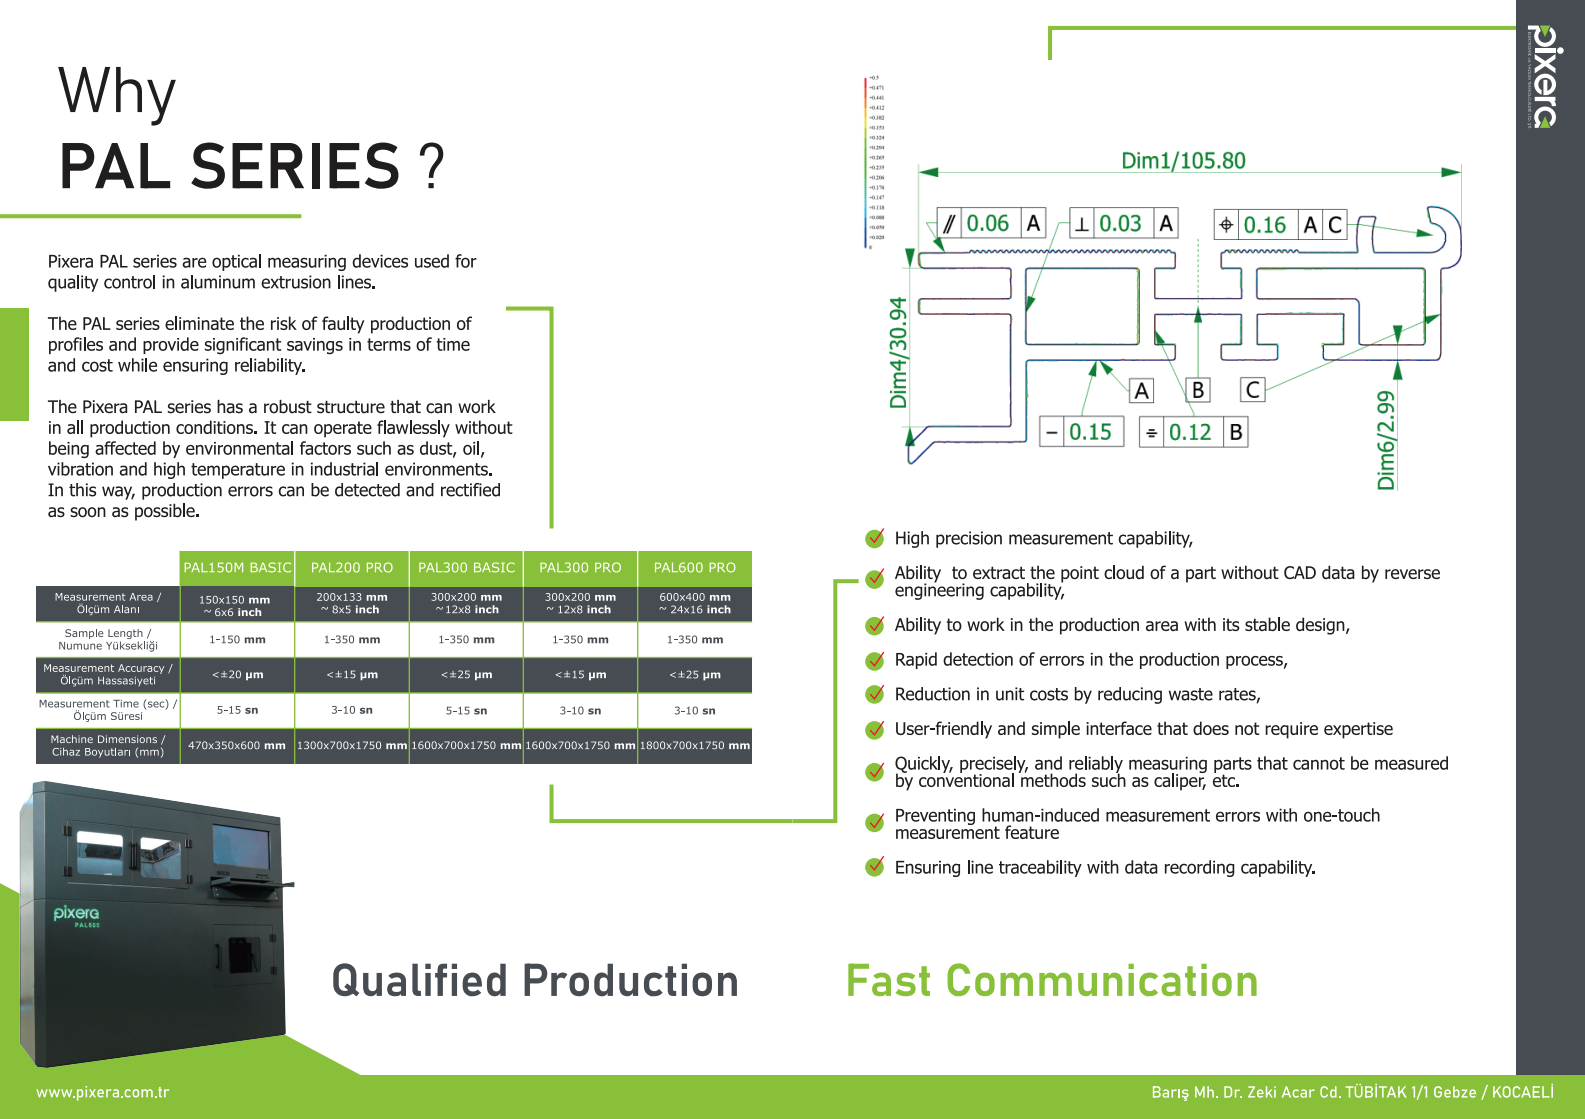 Why
PAL SERIES ?
Pixera PAL series are optical measuring devices used for
quality control in aluminum extrusion lines.
The PAL series eliminate the risk of faulty production of
profiles and provide significant savings in terms of time
and cost while ensuring reliability.
The Pixera PAL series has a robust structure that can work
in all production conditions. It can operate flawlessly without
being affected by environmental factors such as dust, oil,
vibration and high temperature in industrial environments.
In this way, production errors can be detected and rectified
as soon as possible.
PAL150M BASIC PAL200 PRO PAL300 BASIC PAL300 PRO PAL600 PRO
Measurement Area /
Ölçüm Alanı
150x150 mm
~ 6x6 inch
200x133 mm
~ 8x5 inch
300x200 mm
~12x8 inch
300x200 mm
~ 12x8 inch
600x400 mm
~ 24x16 inch
Sample Length /
Numune Yüksekliği
1-150 mm 1-350 mm 1-350 mm 1-350 mm 1-350 mm
Measurement Accuracy /
Ölçüm Hassasiyeti
<±20 µm <±15 µm <±25 µm <±15 µm <±25 µm
Measurement Time (sec) /
Ölçüm Süresi
5-15 sn 3-10 sn 5-15 sn 3-10 sn 3-10 sn
Machine Dimensions /
Cihaz Boyutları (mm)
470x350x600 mm 1300x700x1750 mm 1600x700x1750 mm 1600x700x1750 mm 1800x700x1750 mm
pixera
PAL600
Qualified Production
www.pixera.com.tr
pixera
Dim1/105.80
// 0.06 A
⊥ 0.03 A
⌖ 0.16 A C
Dim4/30.94
A
B
C
− 0.15
⌯ 0.12 B
Dim6/2.99
High precision measurement capability,
Ability to extract the point cloud of a part without CAD data by reverse
engineering capability,
Ability to work in the production area with its stable design,
Rapid detection of errors in the production process,
Reduction in unit costs by reducing waste rates,
User-friendly and simple interface that does not require expertise
Quickly, precisely, and reliably measuring parts that cannot be measured
by conventional methods such as caliper, etc.
Preventing human-induced measurement errors with one-touch
measurement feature
Ensuring line traceability with data recording capability.
Fast Communication
Barış Mh. Dr. Zeki Acar Cd. TÜBİTAK 1/1 Gebze / KOCAELİ